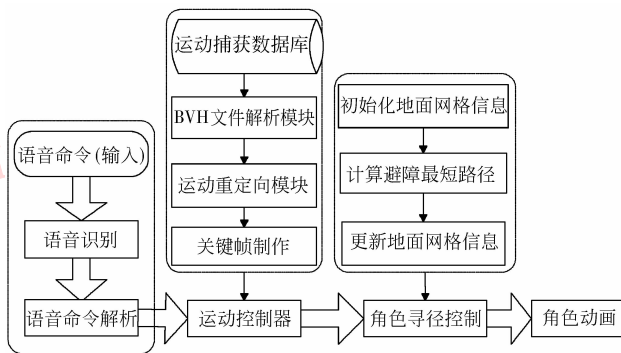 语音命令(输入)
语音识别
语音命令解析
运动捕获数据库
BVH文件解析模块
运动重定向模块
关键帧制作
运动控制器
初始化地面网格信息
计算避障最短路径
更新地面网格信息
角色寻径控制
角色动画